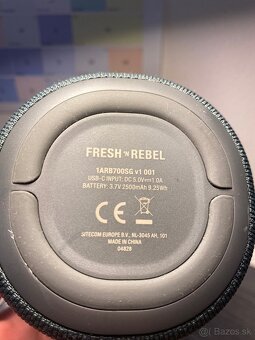 FRESH 'N REBEL
1ARB700SG v1 001
USB-C INPUT: DC 5.0V⎓1.0A
BATTERY: 3.7V 2500mAh 9.25Wh
CE
SITECOM EUROPE B.V., NL-3045 AH, 101
MADE IN CHINA
04828
Bazos.sk